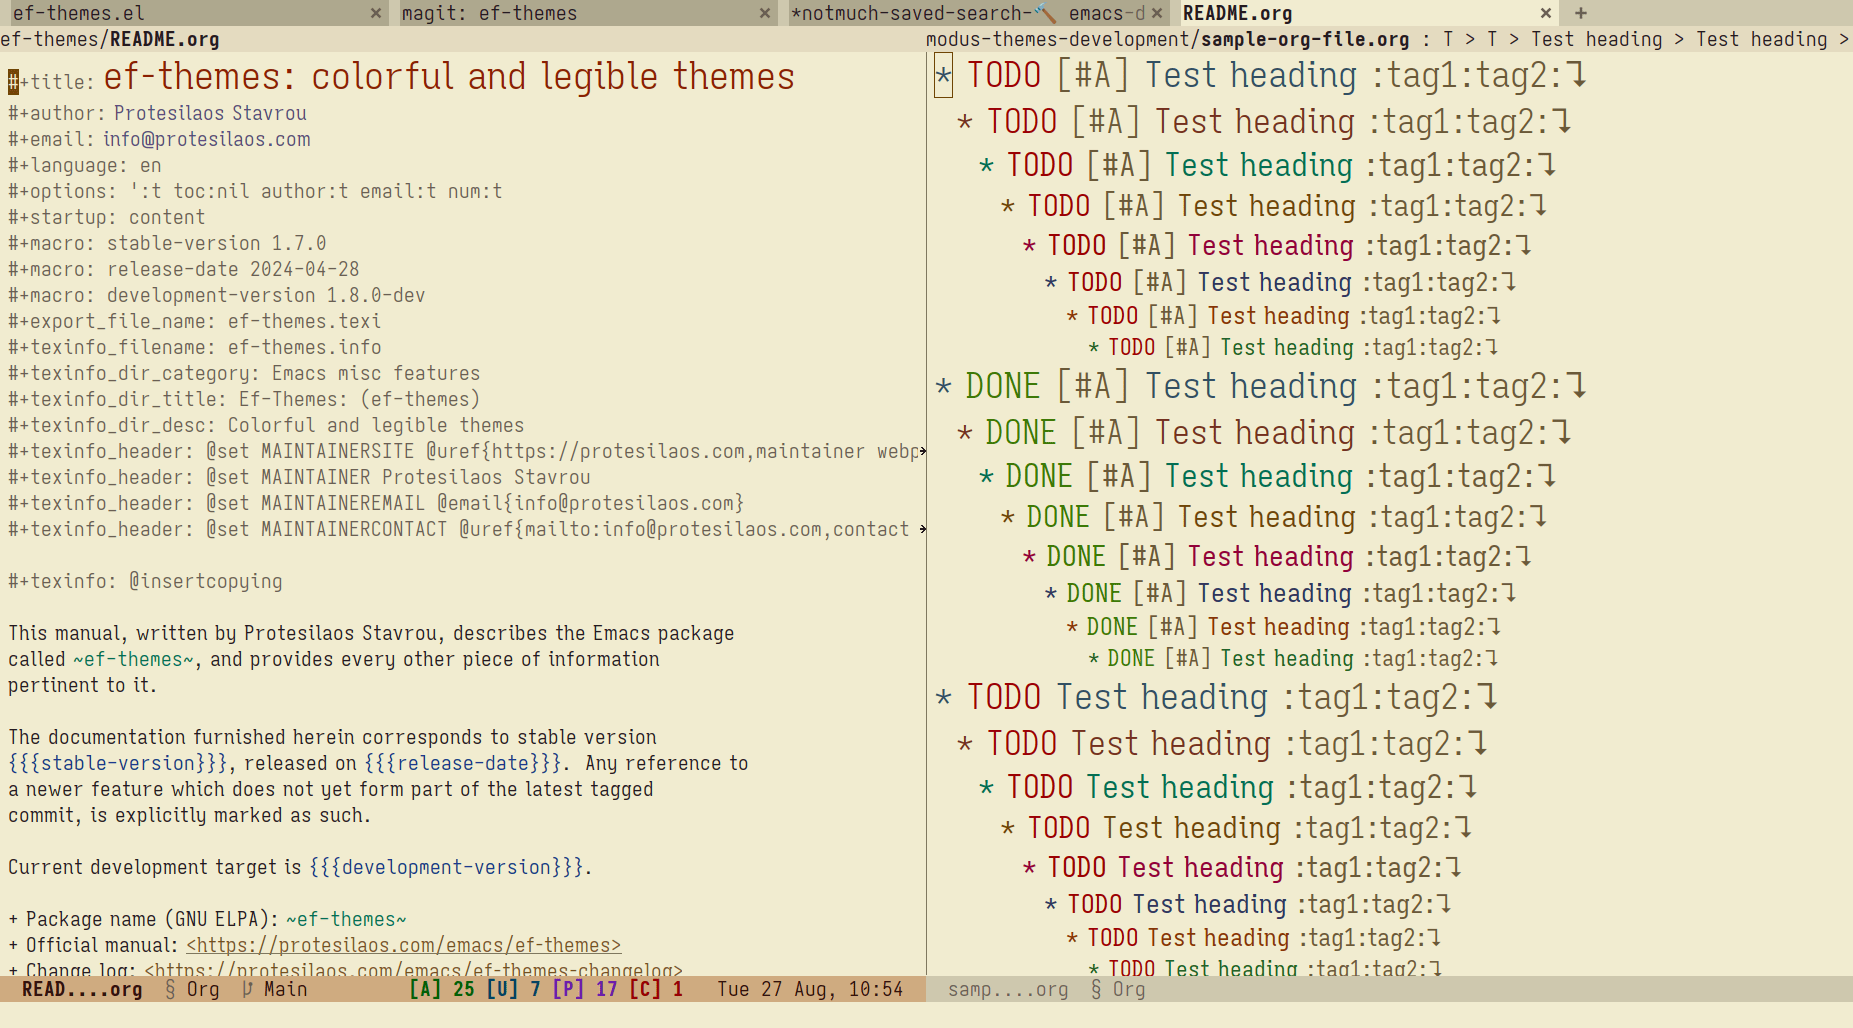 ef-themes.el × magit: ef-themes × *notmuch-saved-search-🔨 emacs-d × README.org × +
ef-themes/README.org
#+title: ef-themes: colorful and legible themes
#+author: Protesilaos Stavrou
#+email: info@protesilaos.com
#+language: en
#+options: ':t toc:nil author:t email:t num:t
#+startup: content
#+macro: stable-version 1.7.0
#+macro: release-date 2024-04-28
#+macro: development-version 1.8.0-dev
#+export_file_name: ef-themes.texi
#+texinfo_filename: ef-themes.info
#+texinfo_dir_category: Emacs misc features
#+texinfo_dir_title: Ef-Themes: (ef-themes)
#+texinfo_dir_desc: Colorful and legible themes
#+texinfo_header: @set MAINTAINERSITE @uref{https://protesilaos.com,maintainer webp
#+texinfo_header: @set MAINTAINER Protesilaos Stavrou
#+texinfo_header: @set MAINTAINEREMAIL @email{info@protesilaos.com}
#+texinfo_header: @set MAINTAINERCONTACT @uref{mailto:info@protesilaos.com,contact
#+texinfo: @insertcopying
This manual, written by Protesilaos Stavrou, describes the Emacs package
called ~ef-themes~, and provides every other piece of information
pertinent to it.
The documentation furnished herein corresponds to stable version
{{{stable-version}}}, released on {{{release-date}}}.  Any reference to
a newer feature which does not yet form part of the latest tagged
commit, is explicitly marked as such.
Current development target is {{{development-version}}}.
+ Package name (GNU ELPA): ~ef-themes~
+ Official manual: <https://protesilaos.com/emacs/ef-themes>
+ Change log: <https://protesilaos.com/emacs/ef-themes-changelog>
READ....org § Org Main [A] 25 [U] 7 [P] 17 [C] 1 Tue 27 Aug, 10:54
modus-themes-development/sample-org-file.org : T > T > Test heading > Test heading >
* TODO [#A] Test heading :tag1:tag2:↴
* TODO [#A] Test heading :tag1:tag2:↴
* TODO [#A] Test heading :tag1:tag2:↴
* TODO [#A] Test heading :tag1:tag2:↴
* TODO [#A] Test heading :tag1:tag2:↴
* TODO [#A] Test heading :tag1:tag2:↴
* TODO [#A] Test heading :tag1:tag2:↴
* TODO [#A] Test heading :tag1:tag2:↴
* DONE [#A] Test heading :tag1:tag2:↴
* DONE [#A] Test heading :tag1:tag2:↴
* DONE [#A] Test heading :tag1:tag2:↴
* DONE [#A] Test heading :tag1:tag2:↴
* DONE [#A] Test heading :tag1:tag2:↴
* DONE [#A] Test heading :tag1:tag2:↴
* DONE [#A] Test heading :tag1:tag2:↴
* DONE [#A] Test heading :tag1:tag2:↴
* TODO Test heading :tag1:tag2:↴
* TODO Test heading :tag1:tag2:↴
* TODO Test heading :tag1:tag2:↴
* TODO Test heading :tag1:tag2:↴
* TODO Test heading :tag1:tag2:↴
* TODO Test heading :tag1:tag2:↴
* TODO Test heading :tag1:tag2:↴
* TODO Test heading :tag1:tag2:↴
samp....org § Org